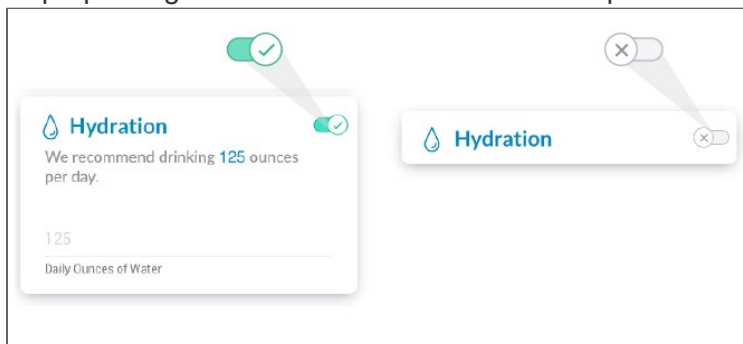 Hydration
We recommend drinking 125 ounces
per day.
125
Daily Ounces of Water
Hydration